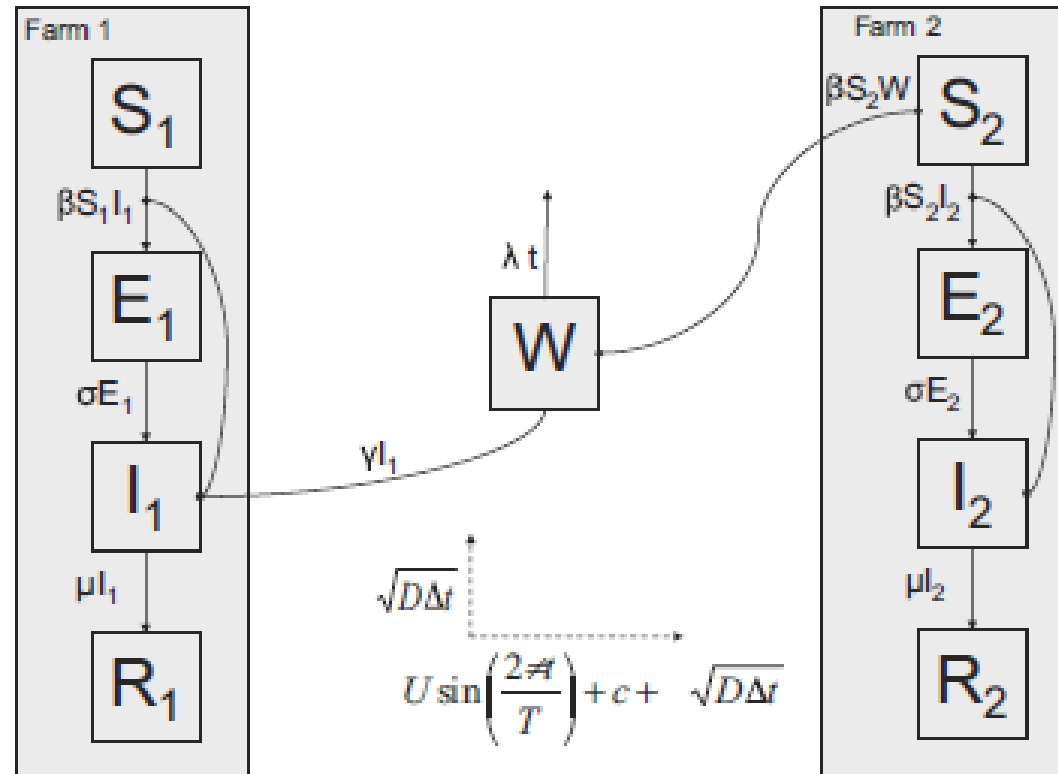 Farm 1
S₁
βS₁I₁
E₁
σE₁
I₁
μI₁
R₁
γI₁
λ t
W
√DΔt
U sin(2πt/T) + c + √DΔt
Farm 2
βS₂W
S₂
βS₂I₂
E₂
σE₂
I₂
μI₂
R₂